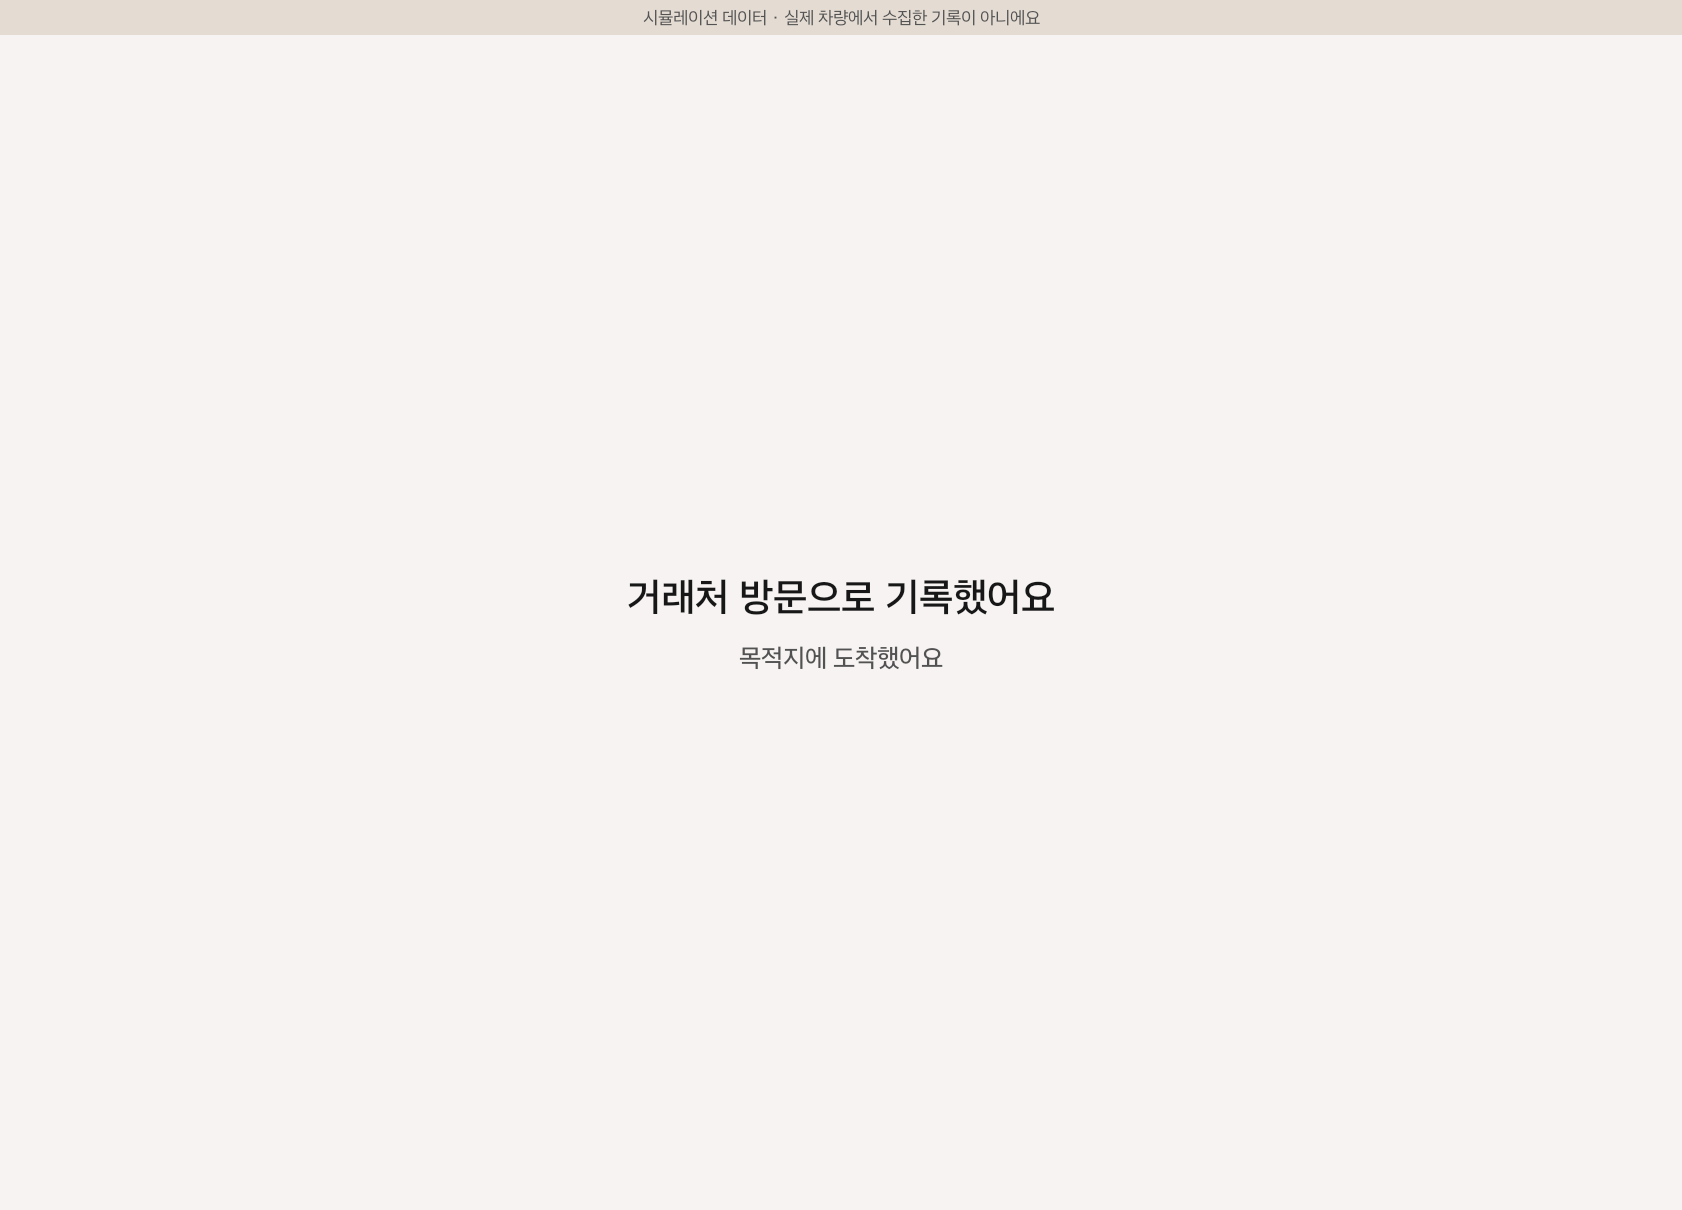 시뮬레이션 데이터 · 실제 차량에서 수집한 기록이 아니에요
거래처 방문으로 기록했어요
목적지에 도착했어요